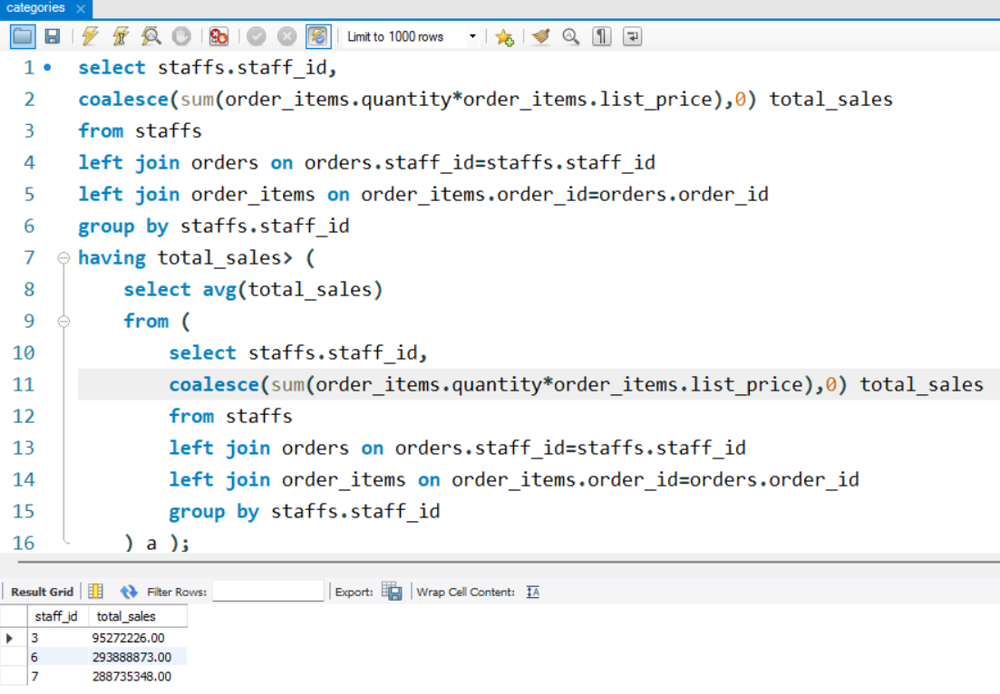 categories ×
Limit to 1000 rows
1 select staffs.staff_id,
2 coalesce(sum(order_items.quantity*order_items.list_price),0) total_sales
3 from staffs
4 left join orders on orders.staff_id=staffs.staff_id
5 left join order_items on order_items.order_id=orders.order_id
6 group by staffs.staff_id
7 having total_sales> (
8 select avg(total_sales)
9 from (
10 select staffs.staff_id,
11 coalesce(sum(order_items.quantity*order_items.list_price),0) total_sales
12 from staffs
13 left join orders on orders.staff_id=staffs.staff_id
14 left join order_items on order_items.order_id=orders.order_id
15 group by staffs.staff_id
16 ) a );
Result Grid Filter Rows: Export: Wrap Cell Content: IA
staff_id total_sales
3 95272226.00
6 293888873.00
7 288735348.00